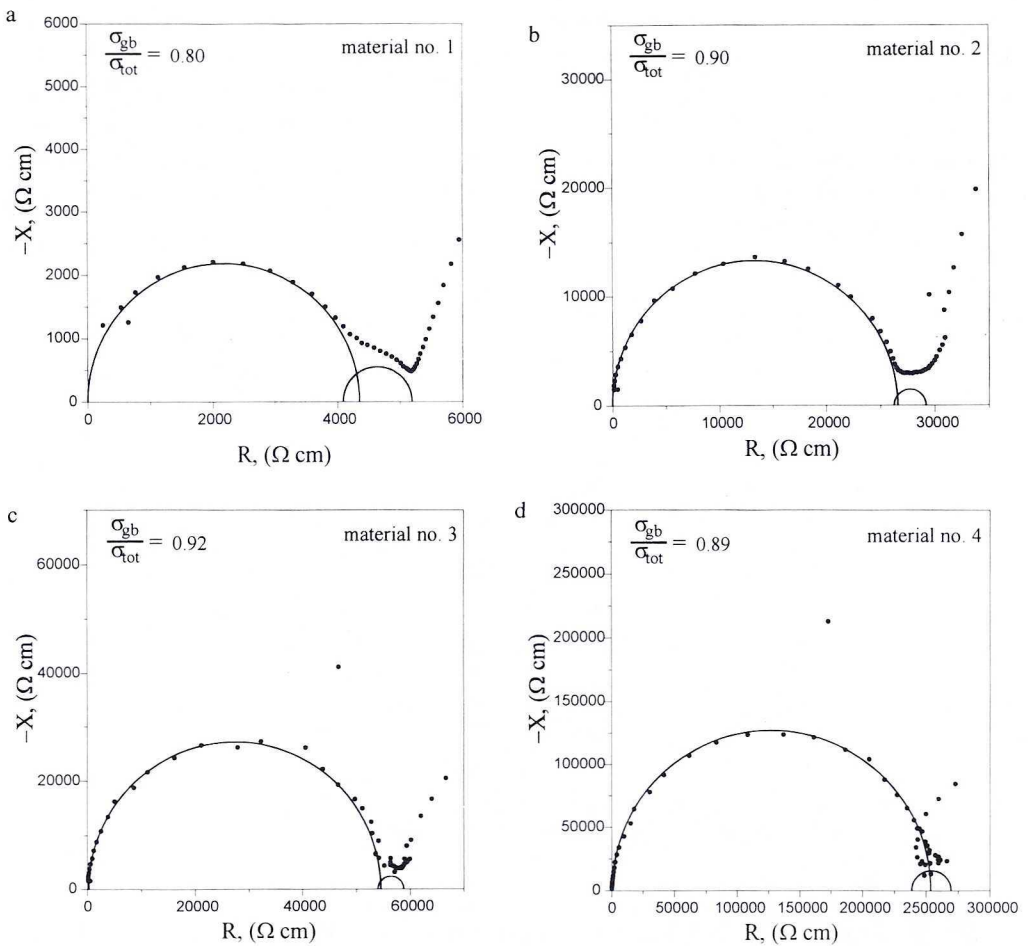 a
σgb/σtot = 0.80
material no. 1
6000
5000
4000
3000
2000
1000
0
0 2000 4000 6000
−X, (Ω cm)
R, (Ω cm)
b
σgb/σtot = 0.90
material no. 2
30000
20000
10000
0
0 10000 20000 30000
−X, (Ω cm)
R, (Ω cm)
c
σgb/σtot = 0.92
material no. 3
60000
40000
20000
0
0 20000 40000 60000
−X, (Ω cm)
R, (Ω cm)
d
σgb/σtot = 0.89
material no. 4
300000
250000
200000
150000
100000
50000
0
0 50000 100000 150000 200000 250000 300000
−X, (Ω cm)
R, (Ω cm)